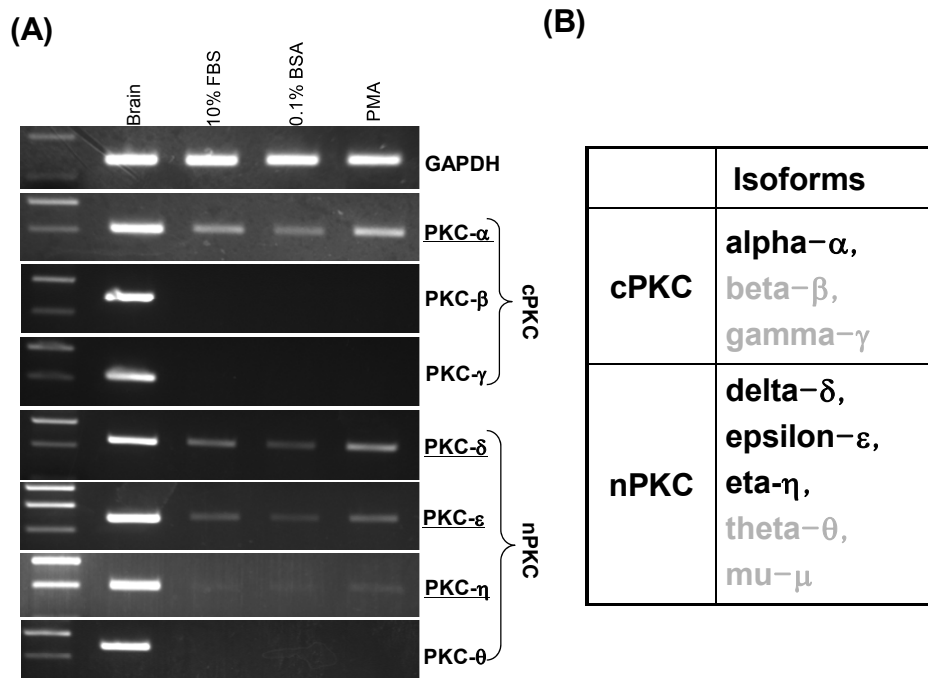 (A)
Brain
10% FBS
0.1% BSA
PMA
GAPDH
PKC-α
PKC-β
PKC-γ
cPKC
PKC-δ
PKC-ε
PKC-η
PKC-θ
nPKC
(B)
Isoforms
cPKC
alpha-α,
beta-β,
gamma-γ
nPKC
delta-δ,
epsilon-ε,
eta-η,
theta-θ,
mu-μ